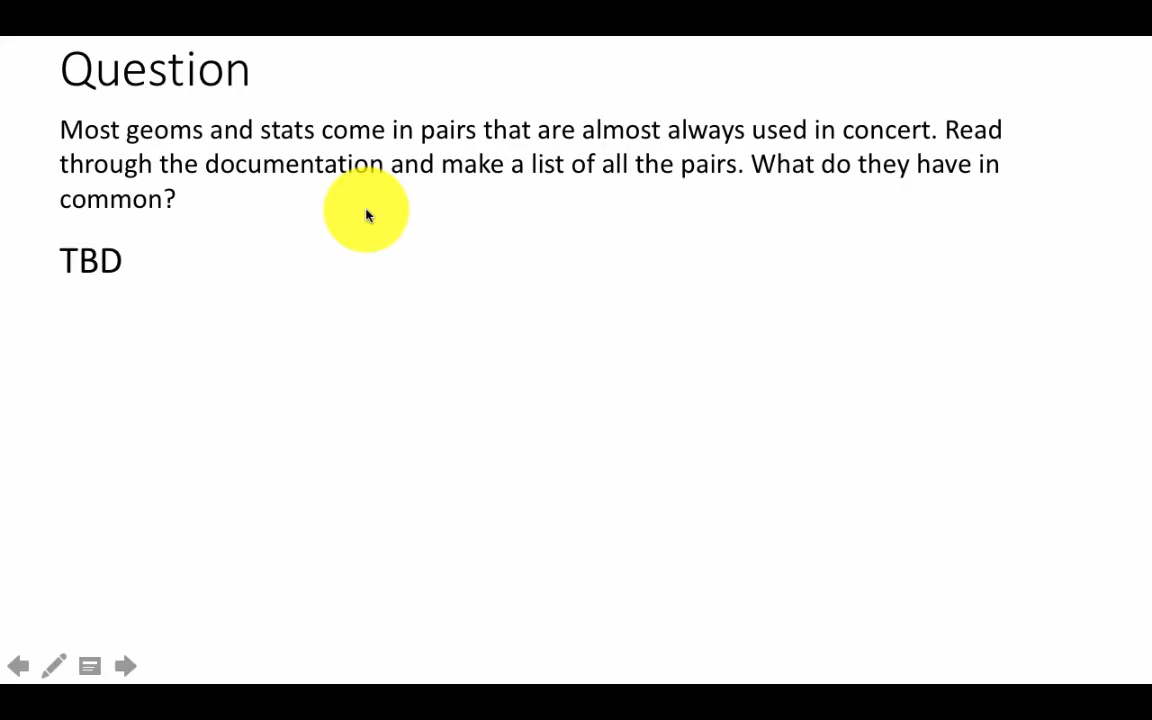 Question
Most geoms and stats come in pairs that are almost always used in concert. Read
through the documentation and make a list of all the pairs. What do they have in
common?
TBD